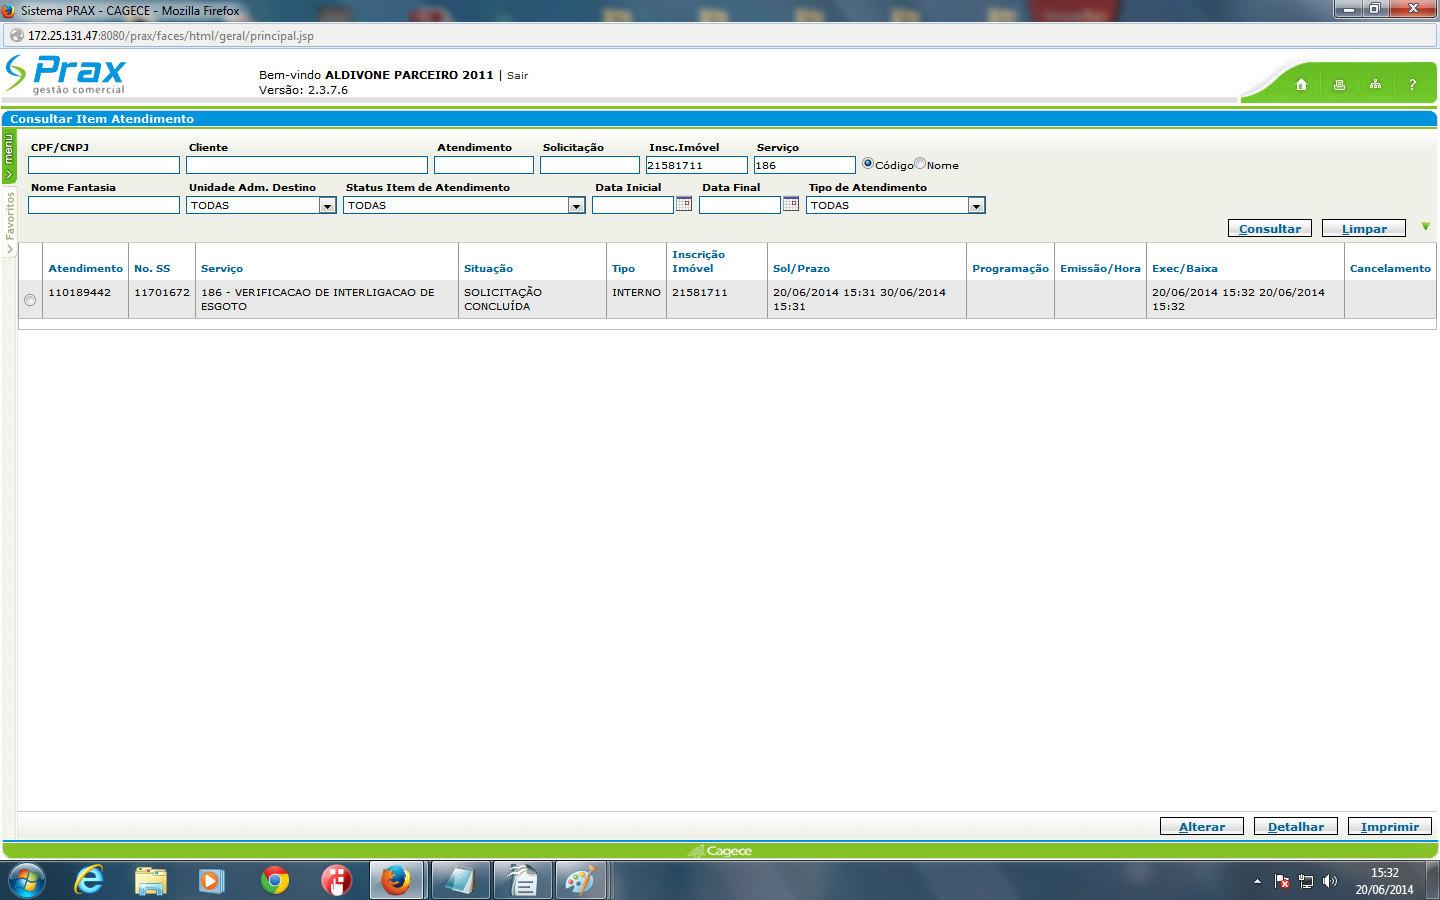 Sistema PRAX - CAGECE - Mozilla Firefox
172.25.131.47:8080/prax/faces/html/geral/principal.jsp
Prax
gestão comercial
Bem-vindo ALDIVONE PARCEIRO 2011 | Sair
Versão: 2.3.7.6
?
Consultar Item Atendimento
menu
Favoritos
CPF/CNPJ Cliente Atendimento Solicitação Insc.Imóvel Serviço
21581711 186 Código Nome
Nome Fantasia Unidade Adm. Destino Status Item de Atendimento Data Inicial Data Final Tipo de Atendimento
TODAS TODAS TODAS
Consultar Limpar
Atendimento No. SS Serviço Situação Tipo Inscrição Imóvel Sol/Prazo Programação Emissão/Hora Exec/Baixa Cancelamento
110189442 11701672 186 - VERIFICACAO DE INTERLIGACAO DE SOLICITAÇÃO INTERNO 21581711 20/06/2014 15:31 30/06/2014 20/06/2014 15:32 20/06/2014
ESGOTO CONCLUÍDA 15:31 15:32
Alterar Detalhar Imprimir
Cagece
15:32
20/06/2014